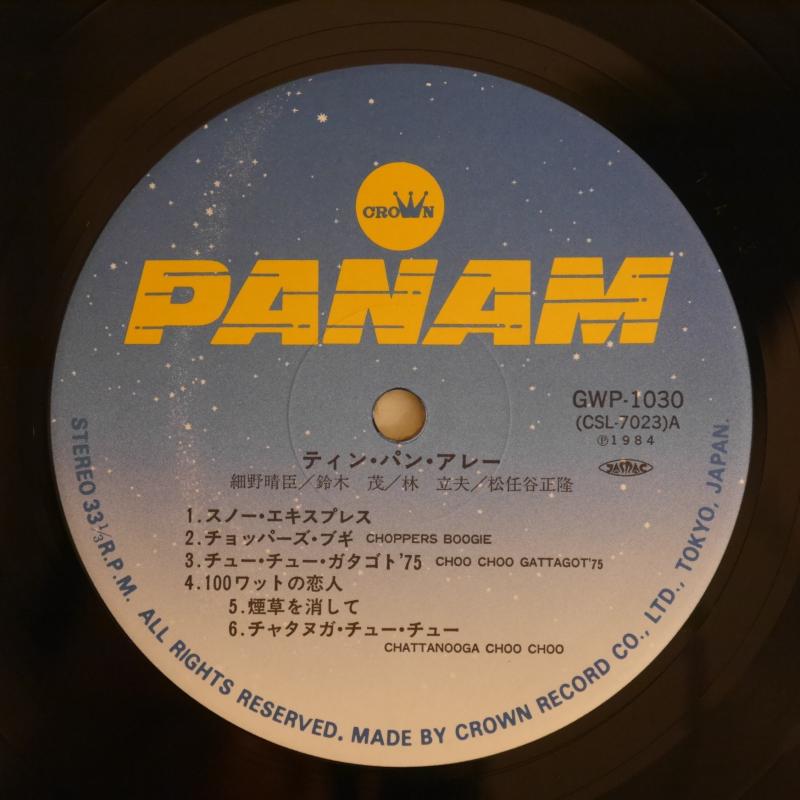 CROWN
PANAM
GWP-1030
(CSL-7023)A
Ⓟ1984
JASRAC
ティン・パン・アレー
細野晴臣／鈴木 茂／林 立夫／松任谷正隆
1.スノー・エキスプレス
2.チョッパーズ・ブギ CHOPPERS BOOGIE
3.チュー・チュー・ガタゴト'75 CHOO CHOO GATTAGOT'75
4.100ワットの恋人
5.煙草を消して
6.チャタヌガ・チュー・チュー
CHATTANOOGA CHOO CHOO
STEREO 33⅓R.P.M. ALL RIGHTS RESERVED. MADE BY CROWN RECORD CO., LTD., TOKYO, JAPAN.